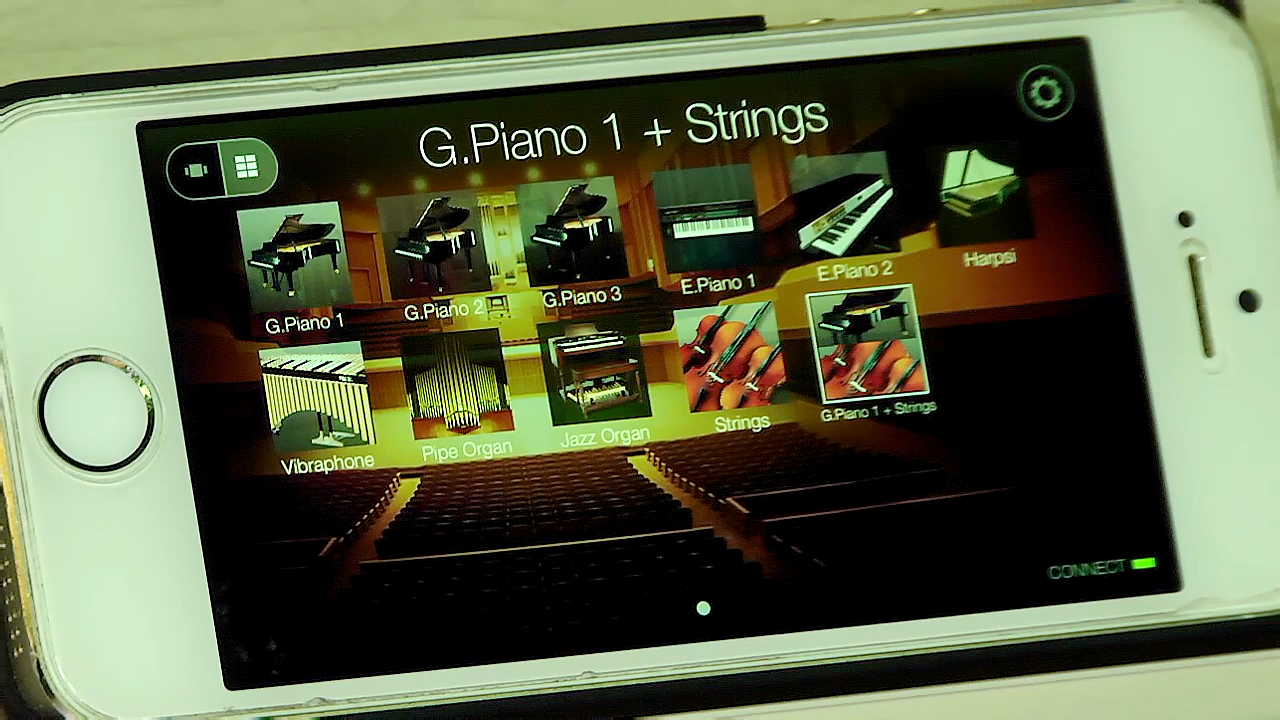 G.Piano 1 + Strings
G.Piano 1
G.Piano 2
G.Piano 3
E.Piano 1
E.Piano 2
Harpsi
Vibraphone
Pipe Organ
Jazz Organ
Strings
G.Piano 1 + Strings
CONNECT